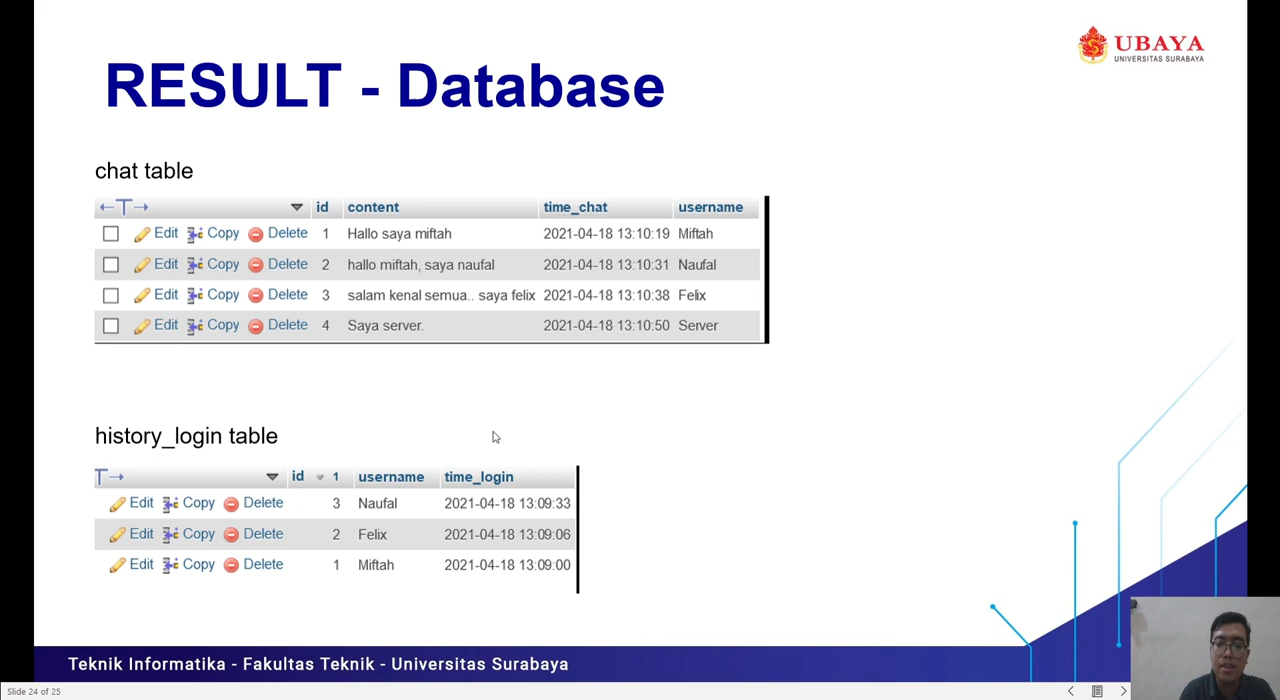 UBAYA
UNIVERSITAS SURABAYA
RESULT - Database
chat table
id content time_chat username
Edit Copy Delete 1 Hallo saya miftah 2021-04-18 13:10:19 Miftah
Edit Copy Delete 2 hallo miftah, saya naufal 2021-04-18 13:10:31 Naufal
Edit Copy Delete 3 salam kenal semua.. saya felix 2021-04-18 13:10:38 Felix
Edit Copy Delete 4 Saya server. 2021-04-18 13:10:50 Server
history_login table
id 1 username time_login
Edit Copy Delete 3 Naufal 2021-04-18 13:09:33
Edit Copy Delete 2 Felix 2021-04-18 13:09:06
Edit Copy Delete 1 Miftah 2021-04-18 13:09:00
Teknik Informatika - Fakultas Teknik - Universitas Surabaya
Slide 24 of 25